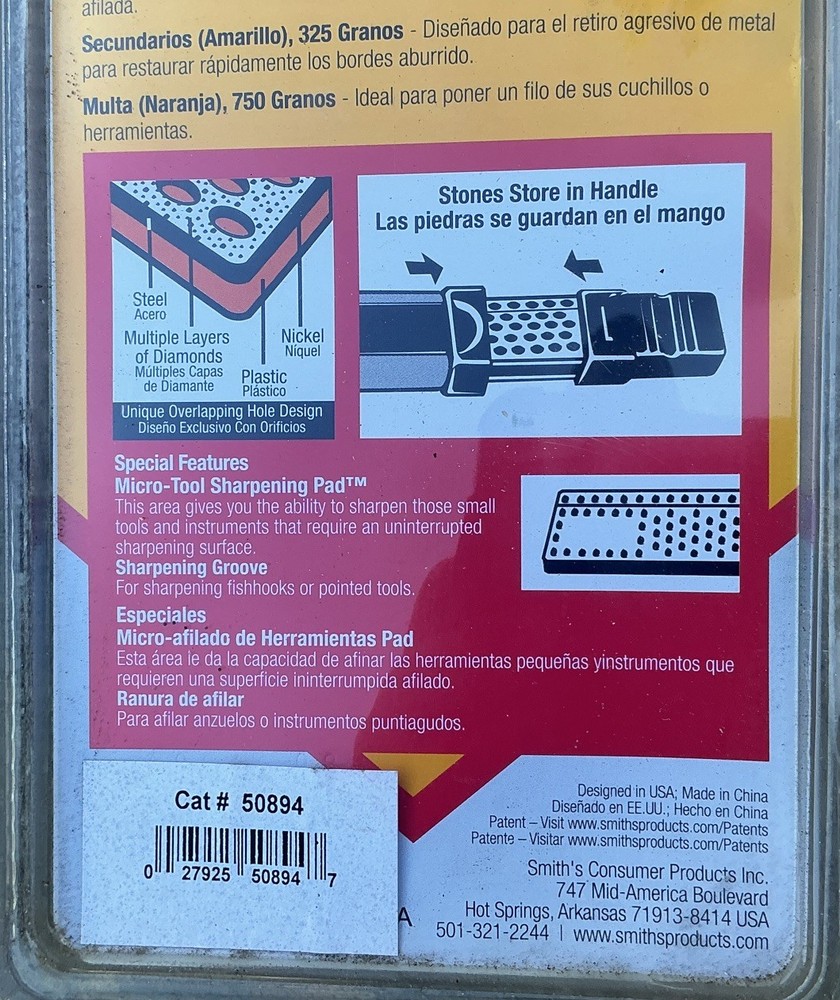 afilada.
Secundarios (Amarillo), 325 Granos - Diseñado para el retiro agresivo de metal
para restaurar rápidamente los bordes aburrido.
Multa (Naranja), 750 Granos - Ideal para poner un filo de sus cuchillos o
herramientas.
Steel
Acero
Multiple Layers
of Diamonds
Múltiples Capas
de Diamante
Plastic
Plástico
Nickel
Níquel
Unique Overlapping Hole Design
Diseño Exclusivo Con Orificios
Stones Store in Handle
Las piedras se guardan en el mango
Special Features
Micro-Tool Sharpening Pad™
This area gives you the ability to sharpen those small
tools and instruments that require an uninterrupted
sharpening surface.
Sharpening Groove
For sharpening fishhooks or pointed tools.
Especiales
Micro-afilado de Herramientas Pad
Esta área le da la capacidad de afinar las herramientas pequeñas yinstrumentos que
requieren una superficie ininterrumpida afilado.
Ranura de afilar
Para afilar anzuelos o instrumentos puntiagudos.
Cat # 50894
0 27925 50894 7
A
Designed in USA; Made in China
Diseñado en EE.UU.; Hecho en China
Patent – Visit www.smithsproducts.com/Patents
Patente – Visitar www.smithsproducts.com/Patents
Smith's Consumer Products Inc.
747 Mid-America Boulevard
Hot Springs, Arkansas 71913-8414 USA
501-321-2244 | www.smithsproducts.com